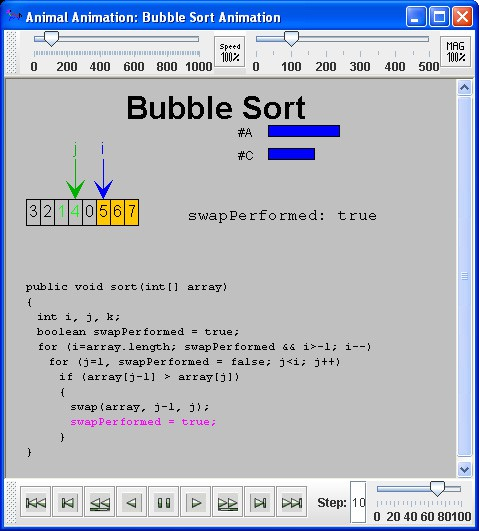 Animal Animation: Bubble Sort Animation
0 200 400 600 800 1000
Speed
100%
0 100 200 300 400 500
MAG
100%
Bubble Sort
#A
#C
j i
3 2 1 4 0 5 6 7
swapPerformed: true
public void sort(int[] array)
{
int i, j, k;
boolean swapPerformed = true;
for (i=array.length; swapPerformed && i>-1; i--)
for (j=1, swapPerformed = false; j<i; j++)
if (array[j-1] > array[j])
{
swap(array, j-1, j);
swapPerformed = true;
}
}
Step: 10
0 20 40 60 80 100